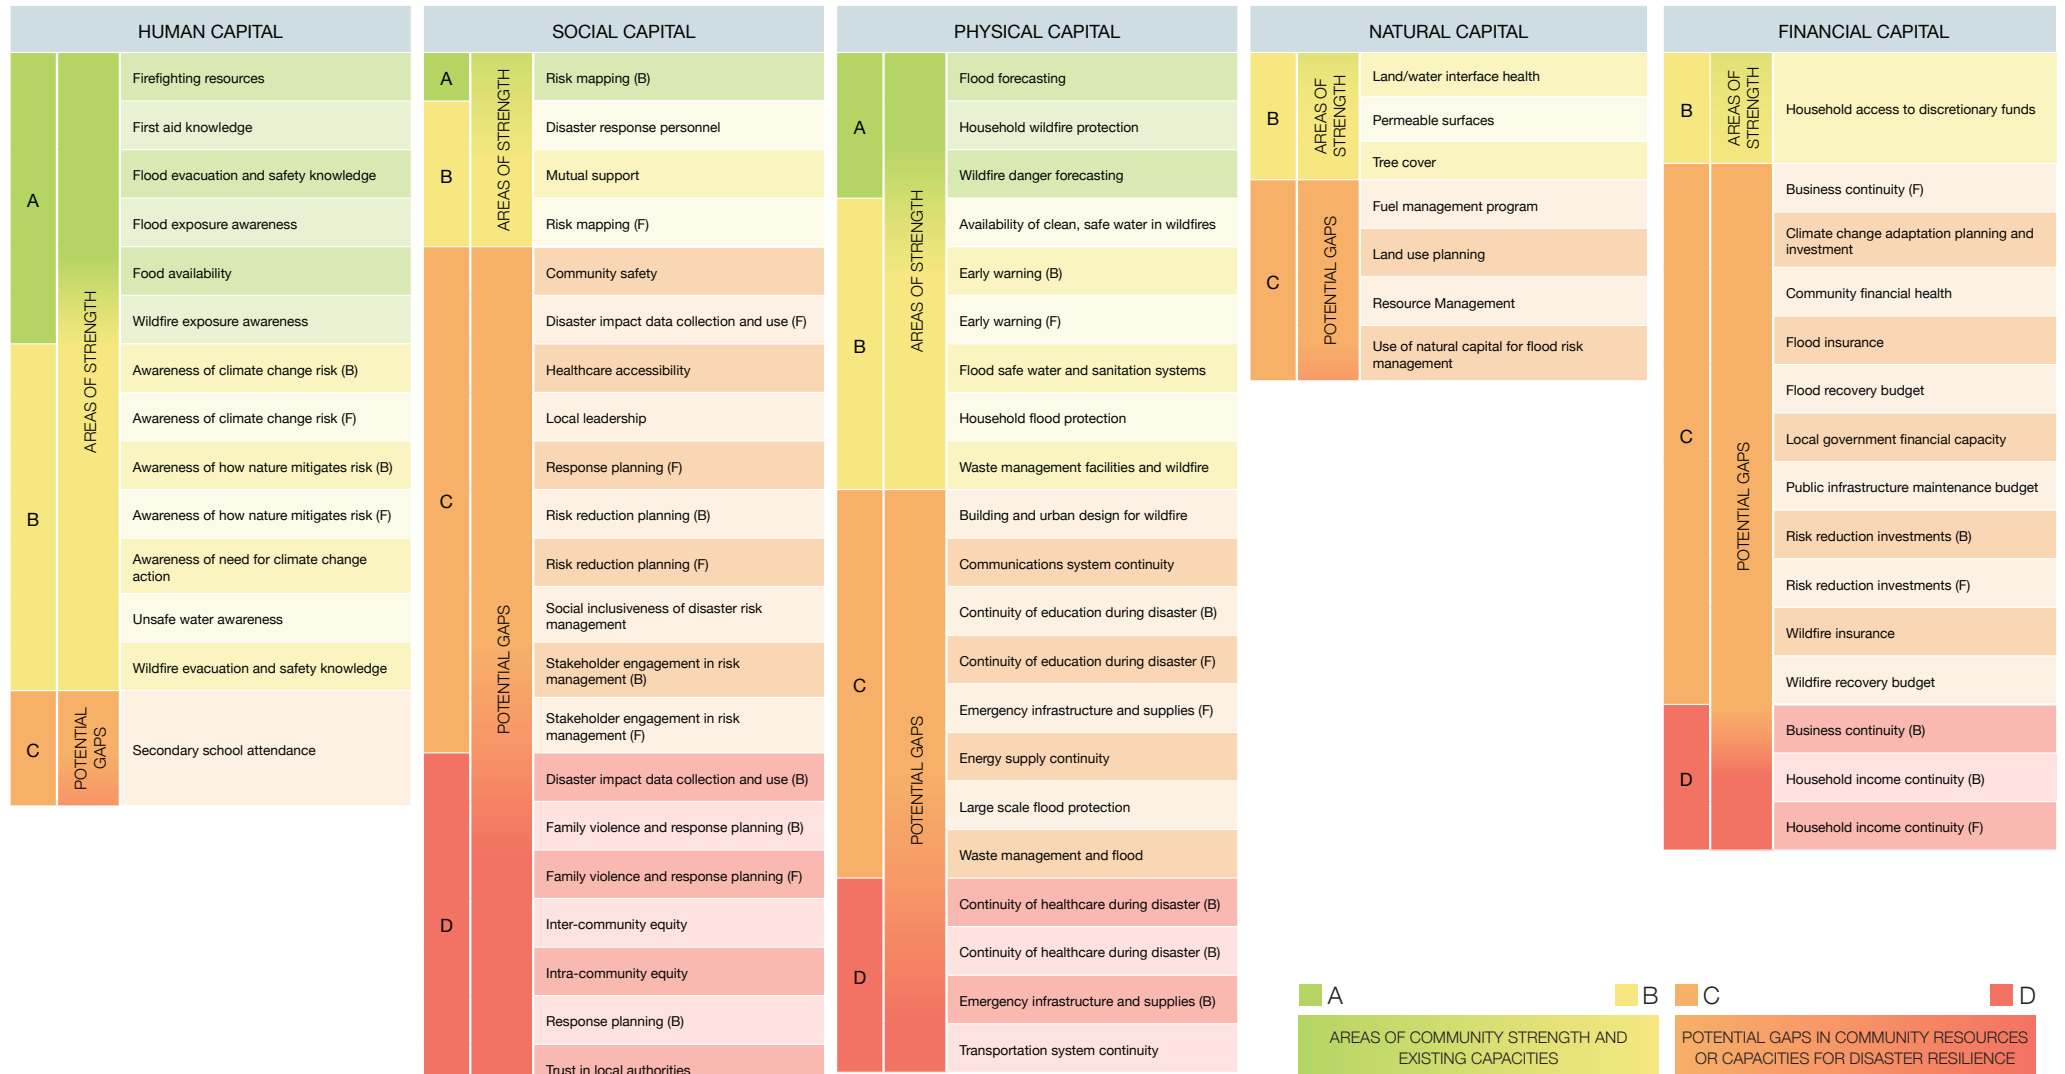 HUMAN CAPITAL
A
AREAS OF STRENGTH
Firefighting resources
First aid knowledge
Flood evacuation and safety knowledge
Flood exposure awareness
Food availability
Wildfire exposure awareness
B
Awareness of climate change risk (B)
Awareness of climate change risk (F)
Awareness of how nature mitigates risk (B)
Awareness of how nature mitigates risk (F)
Awareness of need for climate change
action
Unsafe water awareness
Wildfire evacuation and safety knowledge
C
POTENTIAL
GAPS
Secondary school attendance
SOCIAL CAPITAL
A
AREAS OF STRENGTH
Risk mapping (B)
B
Disaster response personnel
Mutual support
Risk mapping (F)
C
POTENTIAL GAPS
Community safety
Disaster impact data collection and use (F)
Healthcare accessibility
Local leadership
Response planning (F)
Risk reduction planning (B)
Risk reduction planning (F)
Social inclusiveness of disaster risk
management
Stakeholder engagement in risk
management (B)
Stakeholder engagement in risk
management (F)
D
Disaster impact data collection and use (B)
Family violence and response planning (B)
Family violence and response planning (F)
Inter-community equity
Intra-community equity
Response planning (B)
Trust in local authorities
PHYSICAL CAPITAL
A
AREAS OF STRENGTH
Flood forecasting
Household wildfire protection
Wildfire danger forecasting
B
Availability of clean, safe water in wildfires
Early warning (B)
Early warning (F)
Flood safe water and sanitation systems
Household flood protection
Waste management facilities and wildfire
C
POTENTIAL GAPS
Building and urban design for wildfire
Communications system continuity
Continuity of education during disaster (B)
Continuity of education during disaster (F)
Emergency infrastructure and supplies (F)
Energy supply continuity
Large scale flood protection
Waste management and flood
D
Continuity of healthcare during disaster (B)
Continuity of healthcare during disaster (B)
Emergency infrastructure and supplies (B)
Transportation system continuity
NATURAL CAPITAL
B
AREAS OF
STRENGTH
Land/water interface health
Permeable surfaces
Tree cover
C
POTENTIAL GAPS
Fuel management program
Land use planning
Resource Management
Use of natural capital for flood risk
management
FINANCIAL CAPITAL
B
AREAS OF
STRENGTH
Household access to discretionary funds
C
POTENTIAL GAPS
Business continuity (F)
Climate change adaptation planning and
investment
Community financial health
Flood insurance
Flood recovery budget
Local government financial capacity
Public infrastructure maintenance budget
Risk reduction investments (B)
Risk reduction investments (F)
Wildfire insurance
Wildfire recovery budget
D
Business continuity (B)
Household income continuity (B)
Household income continuity (F)
A
B
C
D
AREAS OF COMMUNITY STRENGTH AND
EXISTING CAPACITIES
POTENTIAL GAPS IN COMMUNITY RESOURCES
OR CAPACITIES FOR DISASTER RESILIENCE